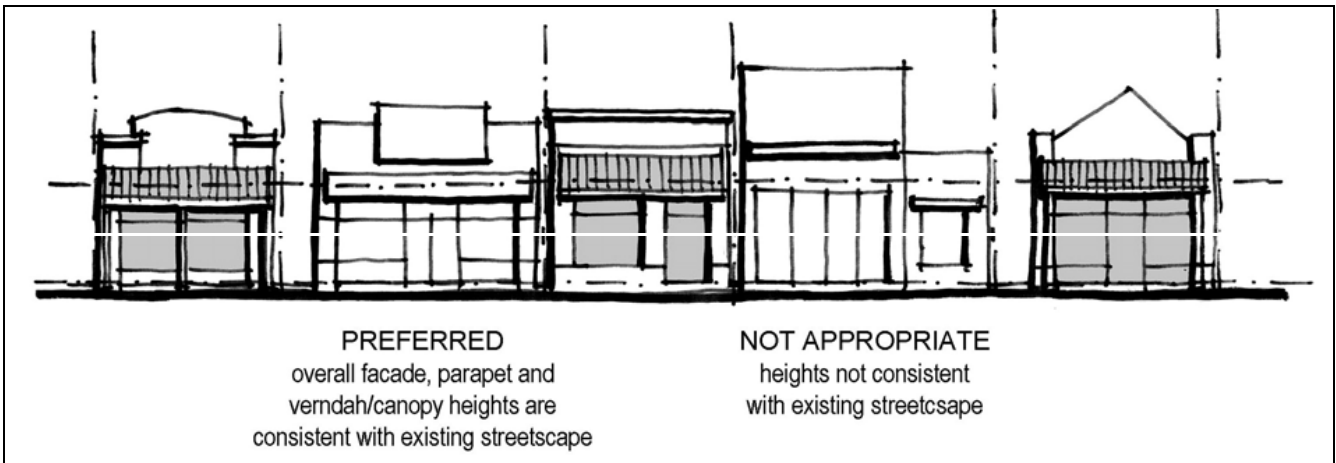 PREFERRED
overall facade, parapet and
verndah/canopy heights are
consistent with existing streetscape
NOT APPROPRIATE
heights not consistent
with existing streetcsape